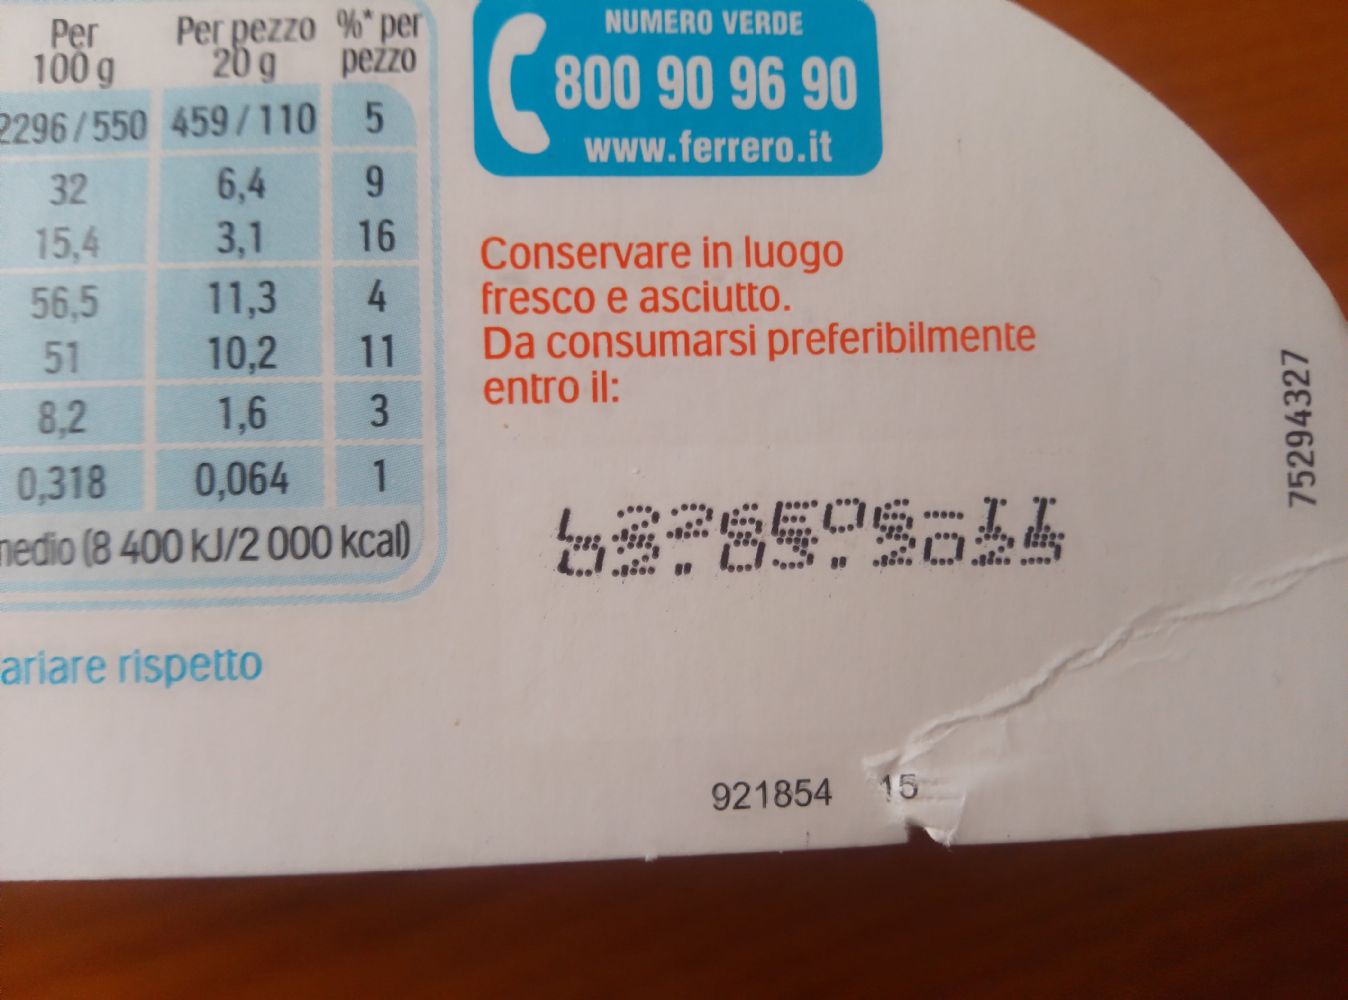 Per Per pezzo %* per
100 g 20 g pezzo
2296 / 550 459 / 110 5
32 6,4 9
15,4 3,1 16
56,5 11,3 4
51 10,2 11
8,2 1,6 3
0,318 0,064 1
medio (8 400 kJ/2 000 kcal)
ariare rispetto
NUMERO VERDE
800 90 96 90
www.ferrero.it
Conservare in luogo
fresco e asciutto.
Da consumarsi preferibilmente
entro il:
75294327
921854 15